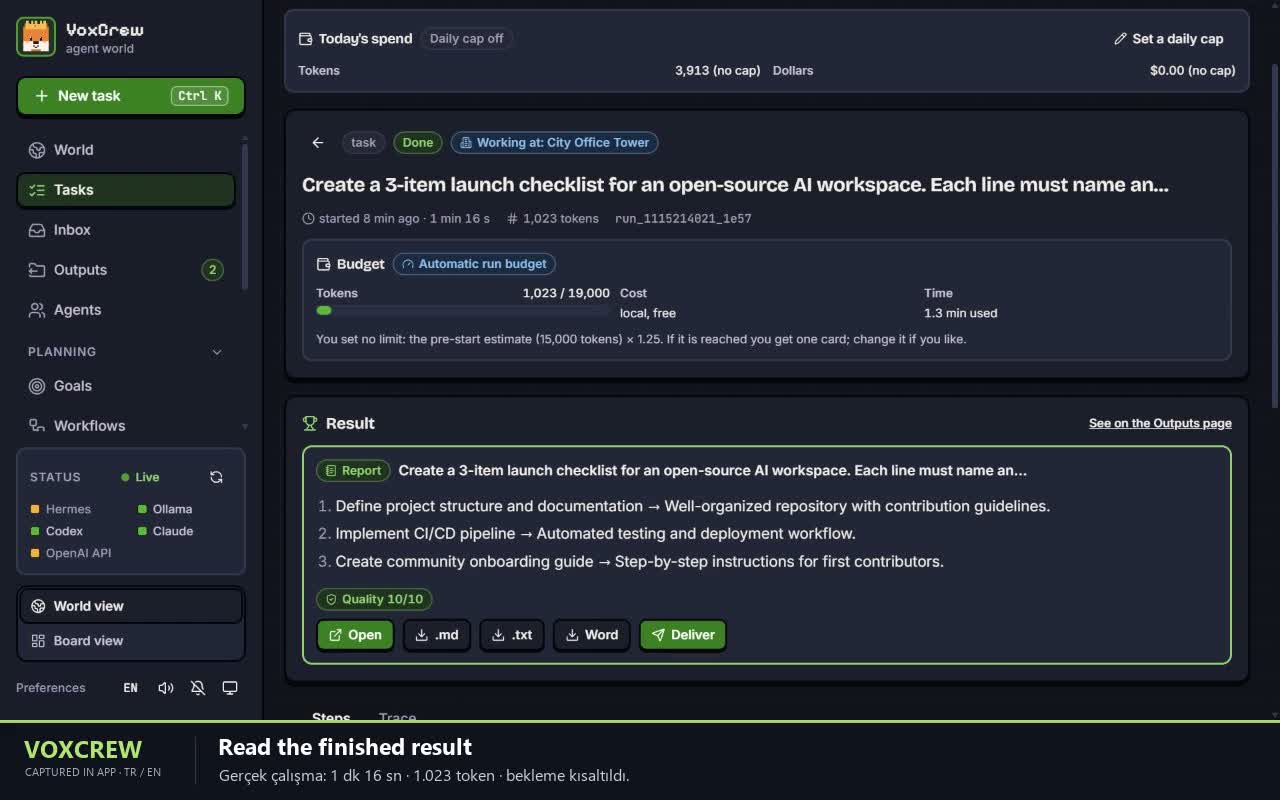 VoxCrew
agent world
New task Ctrl K
World
Tasks
Inbox
Outputs 2
Agents
PLANNING
Goals
Workflows
STATUS Live
Hermes Ollama
Codex Claude
OpenAI API
World view
Board view
Preferences EN
Today's spend Daily cap off Set a daily cap
Tokens 3,913 (no cap) Dollars $0.00 (no cap)
task Done Working at: City Office Tower
Create a 3-item launch checklist for an open-source AI workspace. Each line must name an...
started 8 min ago · 1 min 16 s # 1,023 tokens run_1115214021_1e57
Budget Automatic run budget
Tokens 1,023 / 19,000 Cost Time
local, free 1.3 min used
You set no limit: the pre-start estimate (15,000 tokens) × 1.25. If it is reached you get one card; change it if you like.
Result See on the Outputs page
Report Create a 3-item launch checklist for an open-source AI workspace. Each line must name an...
1. Define project structure and documentation → Well-organized repository with contribution guidelines.
2. Implement CI/CD pipeline → Automated testing and deployment workflow.
3. Create community onboarding guide → Step-by-step instructions for first contributors.
Quality 10/10
Open .md .txt Word Deliver
Steps Trace
VOXCREW
CAPTURED IN APP · TR / EN
Read the finished result
Gerçek çalışma: 1 dk 16 sn · 1.023 token · bekleme kısaltıldı.